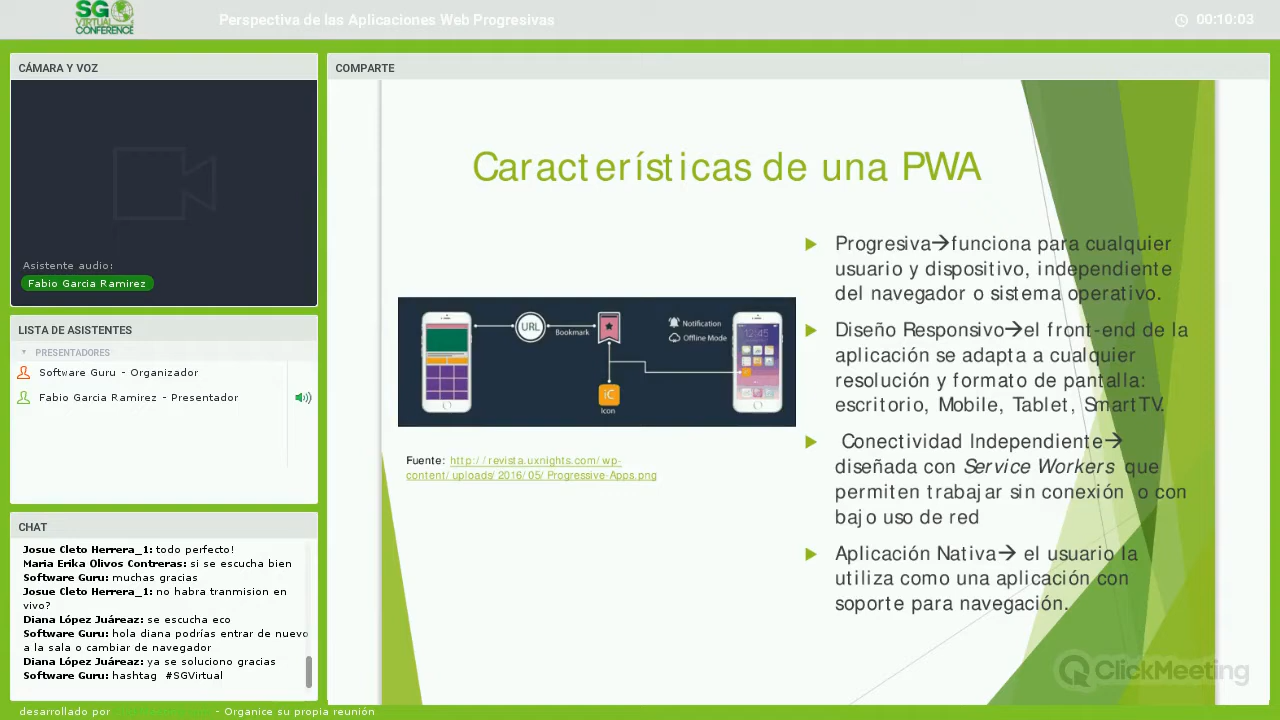 SG
VIRTUAL
CONFERENCE
Perspectiva de las Aplicaciones Web Progresivas
00:10:03
CÁMARA Y VOZ
Asistente audio:
Fabio Garcia Ramirez
LISTA DE ASISTENTES
PRESENTADORES
Software Guru - Organizador
Fabio Garcia Ramirez - Presentador
CHAT
Josue Cleto Herrera_1: todo perfecto!
Maria Erika Olivos Contreras: si se escucha bien
Software Guru: muchas gracias
Josue Cleto Herrera_1: no habra tranmision en
vivo?
Diana López Juáreaz: se escucha eco
Software Guru: hola diana podrías entrar de nuevo
a la sala o cambiar de navegador
Diana López Juáreaz: ya se soluciono gracias
Software Guru: hashtag #SGVirtual
desarrollado por
- Organice su propia reunión
COMPARTE
Características de una PWA
URL
Bookmark
Notification
Offline Mode
iC
Icon
Fuente: http://revista.uxnights.com/wp-
content/uploads/2016/05/Progressive-Apps.png
Progresiva→funciona para cualquier
usuario y dispositivo, independiente
del navegador o sistema operativo.
Diseño Responsivo→el front-end de la
aplicación se adapta a cualquier
resolución y formato de pantalla:
escritorio, Mobile, Tablet, SmartTV.
Conectividad Independiente→
diseñada con Service Workers que
permiten trabajar sin conexión o con
bajo uso de red
Aplicación Nativa→ el usuario la
utiliza como una aplicación con
soporte para navegación.
ClickMeeting